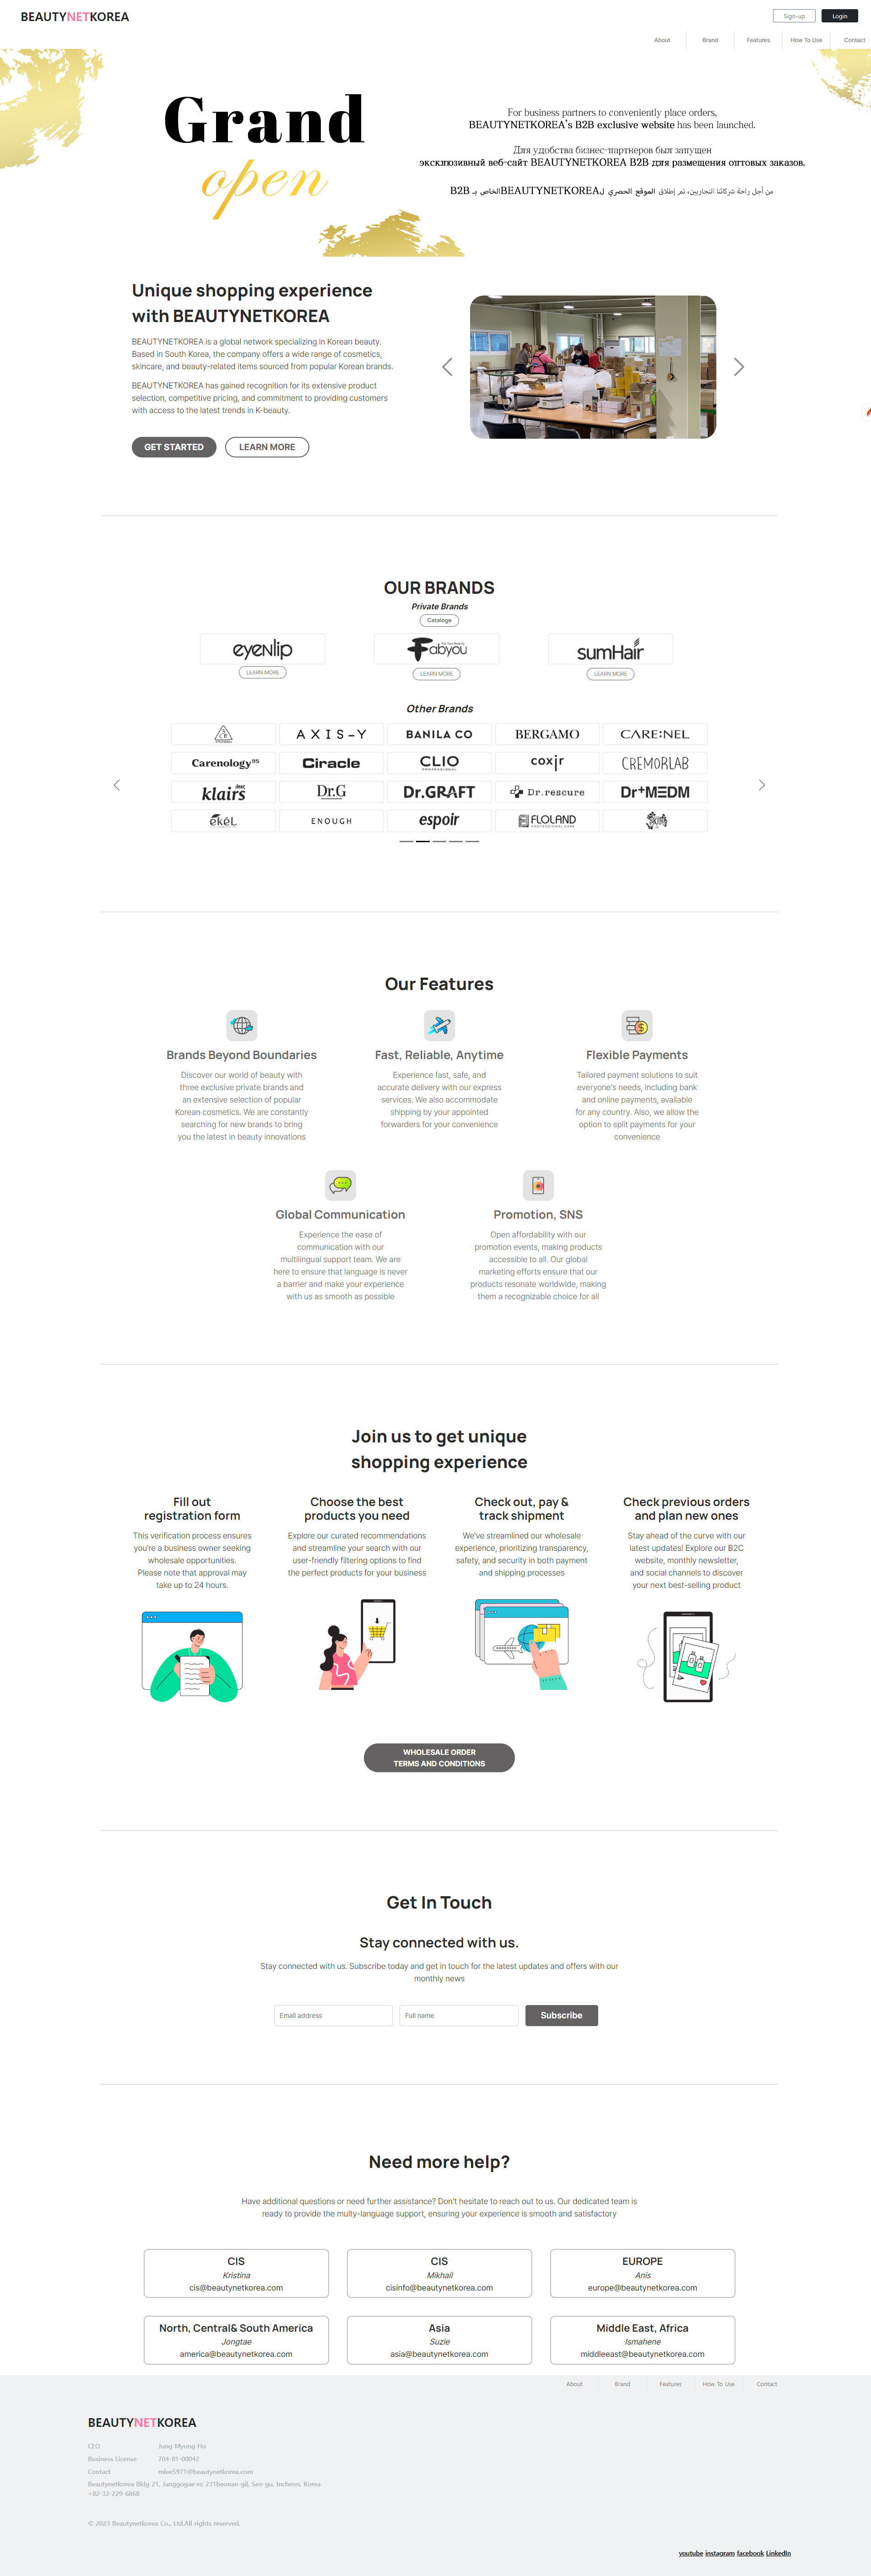 BEAUTYNETKOREA
Sign-up
Login
About
Brand
Features
How To Use
Contact
Grand
open
For business partners to conveniently place orders,
BEAUTYNETKOREA's B2B exclusive website has been launched.
Для удобства бизнес-партнеров был запущен
эксклюзивный веб-сайт BEAUTYNETKOREA B2B для размещения оптовых заказов.
من أجل راحة شركائنا التجاريين، تم إطلاق الموقع الحصري لBEAUTYNETKOREAالخاص بـ B2B
Unique shopping experience
with BEAUTYNETKOREA
BEAUTYNETKOREA is a global network specializing in Korean beauty.
Based in South Korea, the company offers a wide range of cosmetics,
skincare, and beauty-related items sourced from popular Korean brands.
BEAUTYNETKOREA has gained recognition for its extensive product
selection, competitive pricing, and commitment to providing customers
with access to the latest trends in K-beauty.
GET STARTED
LEARN MORE
OUR BRANDS
Private Brands
Cataloge
eyeNlip
Fabyou
sumHair
LEARN MORE
LEARN MORE
LEARN MORE
Other Brands
AXIS-Y
BANILA CO
BERGAMO
CARE:NEL
Carenology95
Ciracle
CLIO
PROFESSIONAL
coxir
CREMORLAB
dear, klairs
Dr.G
Dr.GRAFT
Dr.rescure
Dr+MEDM
ekeL
ENOUGH
espoir
FLOLAND
PROFESSIONAL CARE
Our Features
Brands Beyond Boundaries
Discover our world of beauty with
three exclusive private brands and
an extensive selection of popular
Korean cosmetics. We are constantly
searching for new brands to bring
you the latest in beauty innovations
Fast, Reliable, Anytime
Experience fast, safe, and
accurate delivery with our express
services. We also accommodate
shipping by your appointed
forwarders for your convenience
Flexible Payments
Tailored payment solutions to suit
everyone's needs, including bank
and online payments, available
for any country. Also, we allow the
option to split payments for your
convenience
Global Communication
Experience the ease of
communication with our
multilingual support team. We are
here to ensure that language is never
a barrier and make your experience
with us as smooth as possible
Promotion, SNS
Open affordability with our
promotion events, making products
accessible to all. Our global
marketing efforts ensure that our
products resonate worldwide, making
them a recognizable choice for all
Join us to get unique
shopping experience
Fill out
registration form
This verification process ensures
you're a business owner seeking
wholesale opportunities.
Please note that approval may
take up to 24 hours.
Choose the best
products you need
Explore our curated recommendations
and streamline your search with our
user-friendly filtering options to find
the perfect products for your business
Check out, pay &
track shipment
We've streamlined our wholesale
experience, prioritizing transparency,
safety, and security in both payment
and shipping processes
Check previous orders
and plan new ones
Stay ahead of the curve with our
latest updates! Explore our B2C
website, monthly newsletter,
and social channels to discover
your next best-selling product
WHOLESALE ORDER
TERMS AND CONDITIONS
Get In Touch
Stay connected with us.
Stay connected with us. Subscribe today and get in touch for the latest updates and offers with our
monthly news
Email address
Full name
Subscribe
Need more help?
Have additional questions or need further assistance? Don't hesitate to reach out to us. Our dedicated team is
ready to provide the multy-language support, ensuring your experience is smooth and satisfactory
CIS
Kristina
cis@beautynetkorea.com
CIS
Mikhail
cisinfo@beautynetkorea.com
EUROPE
Anis
europe@beautynetkorea.com
North, Central& South America
Jongtae
america@beautynetkorea.com
Asia
Suzie
asia@beautynetkorea.com
Middle East, Africa
Ismahene
middleeast@beautynetkorea.com
About
Brand
Features
How To Use
Contact
BEAUTYNETKOREA
CEO Jung Myung Ho
Business License 704-81-00042
Contact mlee5971@beautynetkorea.com
Beautynetkorea Bldg 21, Janggogae-ro 231beonan-gil, Seo-gu, Incheon, Korea
+82-32-229-6868
© 2023 Beautynetkorea Co., Ltd.All rights reserved.
youtube instagram facebook LinkedIn